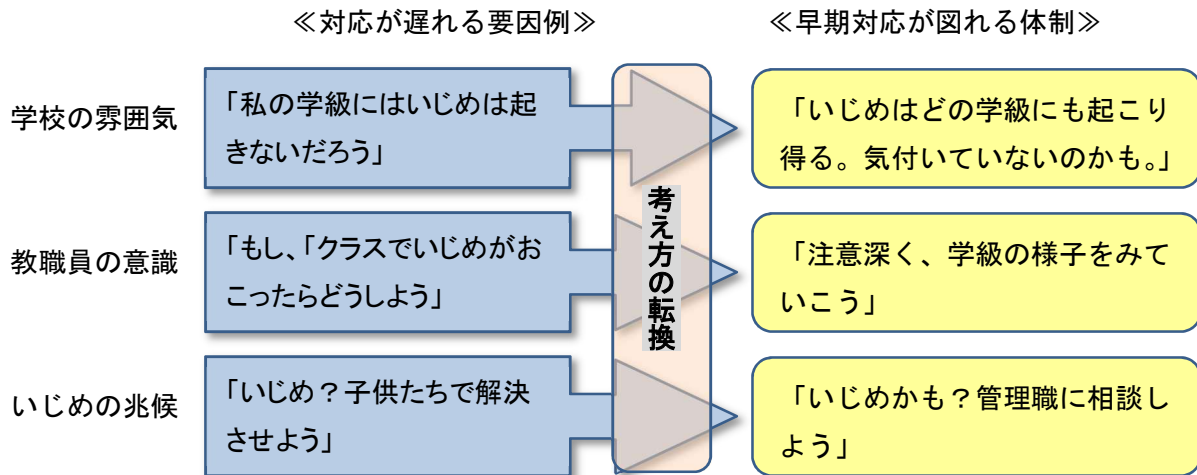 ≪対応が遅れる要因例≫
≪早期対応が図れる体制≫
学校の雰囲気
「私の学級にはいじめは起
きないだろう」
「いじめはどの学級にも起こり
得る。気付いていないのかも。」
教職員の意識
「もし、「クラスでいじめがお
こったらどうしよう」
「注意深く、学級の様子をみて
いこう」
いじめの兆候
「いじめ？子供たちで解決
させよう」
「いじめかも？管理職に相談し
よう」
考え方の転換